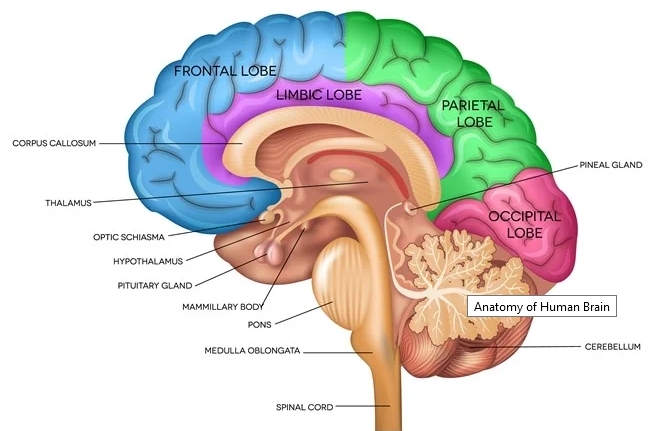 FRONTAL LOBE
LIMBIC LOBE
PARIETAL
LOBE
CORPUS CALLOSUM
PINEAL GLAND
THALAMUS
OCCIPITAL
LOBE
OPTIC SCHIASMA
HYPOTHALAMUS
PITUITARY GLAND
MAMMILLARY BODY
Anatomy of Human Brain
PONS
MEDULLA OBLONGATA
CEREBELLUM
SPINAL CORD